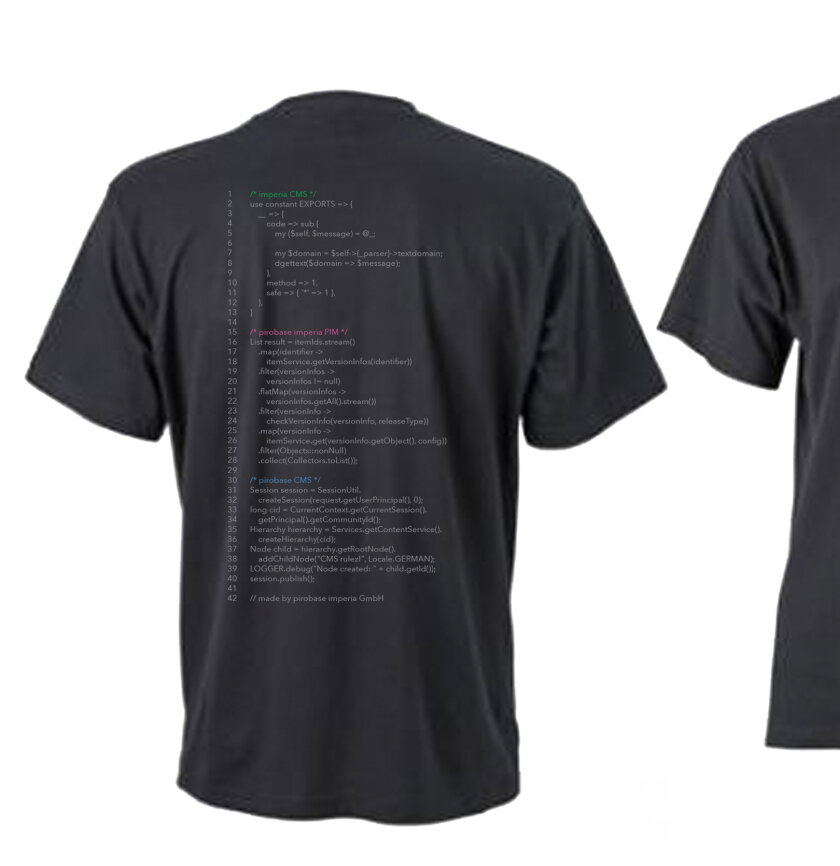 1 /* imperia CMS */
2 use constant EXPORTS => {
3 __ => {
4 code => sub {
5 my ($self, $message) = @_;
6
7 my $domain = $self->{_parser}->textdomain;
8 dgettext($domain => $message);
9 },
10 method => 1,
11 safe => { '*' => 1 },
12 },
13 }
14
15 /* pirobase imperia PIM */
16 List result = itemIds.stream()
17 .map(identifier ->
18 itemService.getVersionInfos(identifier))
19 .filter(versionInfos ->
20 versionInfos != null)
21 .flatMap(versionInfos ->
22 versionInfos.getAll().stream())
23 .filter(versionInfo ->
24 checkVersionInfo(versionInfo, releaseType))
25 .map(versionInfo ->
26 itemService.get(versionInfo.getObject(), config))
27 .filter(Objects::nonNull)
28 .collect(Collectors.toList());
29
30 /* pirobase CMS */
31 Session session = SessionUtil.
32 createSession(request.getUserPrincipal(), 0);
33 long cid = CurrentContext.getCurrentSession().
34 getPrincipal().getCommunityId();
35 Hierarchy hierarchy = Services.getContentService().
36 createHierarchy(cid);
37 Node child = hierarchy.getRootNode().
38 addChildNode("CMS rulez!", Locale.GERMAN);
39 LOGGER.debug("Node created: " + child.getId());
40 session.publish();
41
42 // made by pirobase imperia GmbH